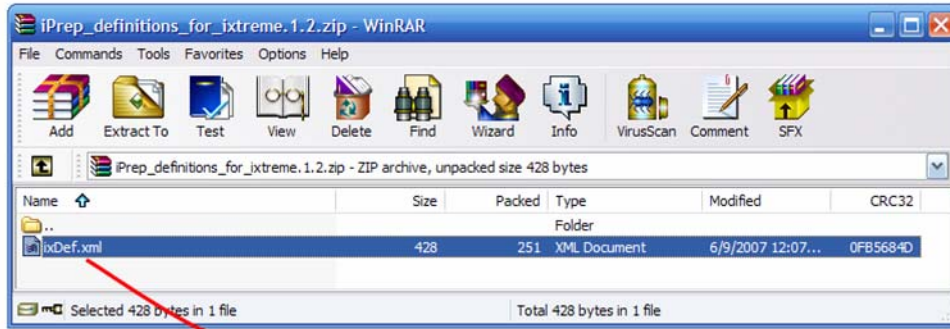 iPrep_definitions_for_ixtreme.1.2.zip - WinRAR
File Commands Tools Favorites Options Help
Add Extract To Test View Delete Find Wizard Info VirusScan Comment SFX
iPrep_definitions_for_ixtreme.1.2.zip - ZIP archive, unpacked size 428 bytes
Name Size Packed Type Modified CRC32
.. Folder
ixDef.xml 428 251 XML Document 6/9/2007 12:07... 0FB5684D
Selected 428 bytes in 1 file Total 428 bytes in 1 file